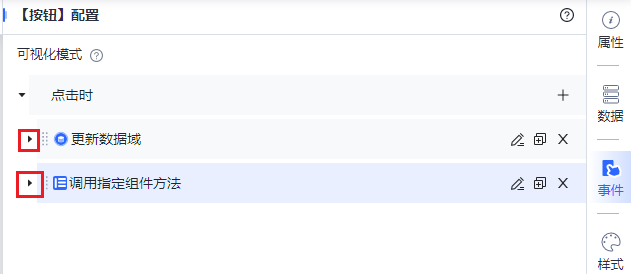 【按钮】配置
可视化模式
点击时
更新数据域
调用指定组件方法
属性
数据
事件
样式